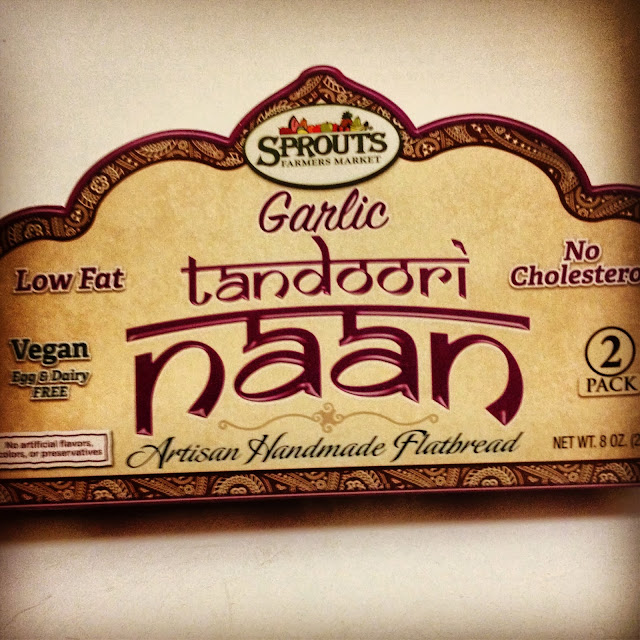 SPROUTS
FARMERS MARKET
Garlic
tandoori
naan
Artisan Handmade Flatbread
Low Fat
Vegan
Egg & Dairy
FREE
No artificial flavors,
colors, or preservatives
No
Cholestero
2
PACK
NET WT. 8 OZ. (2